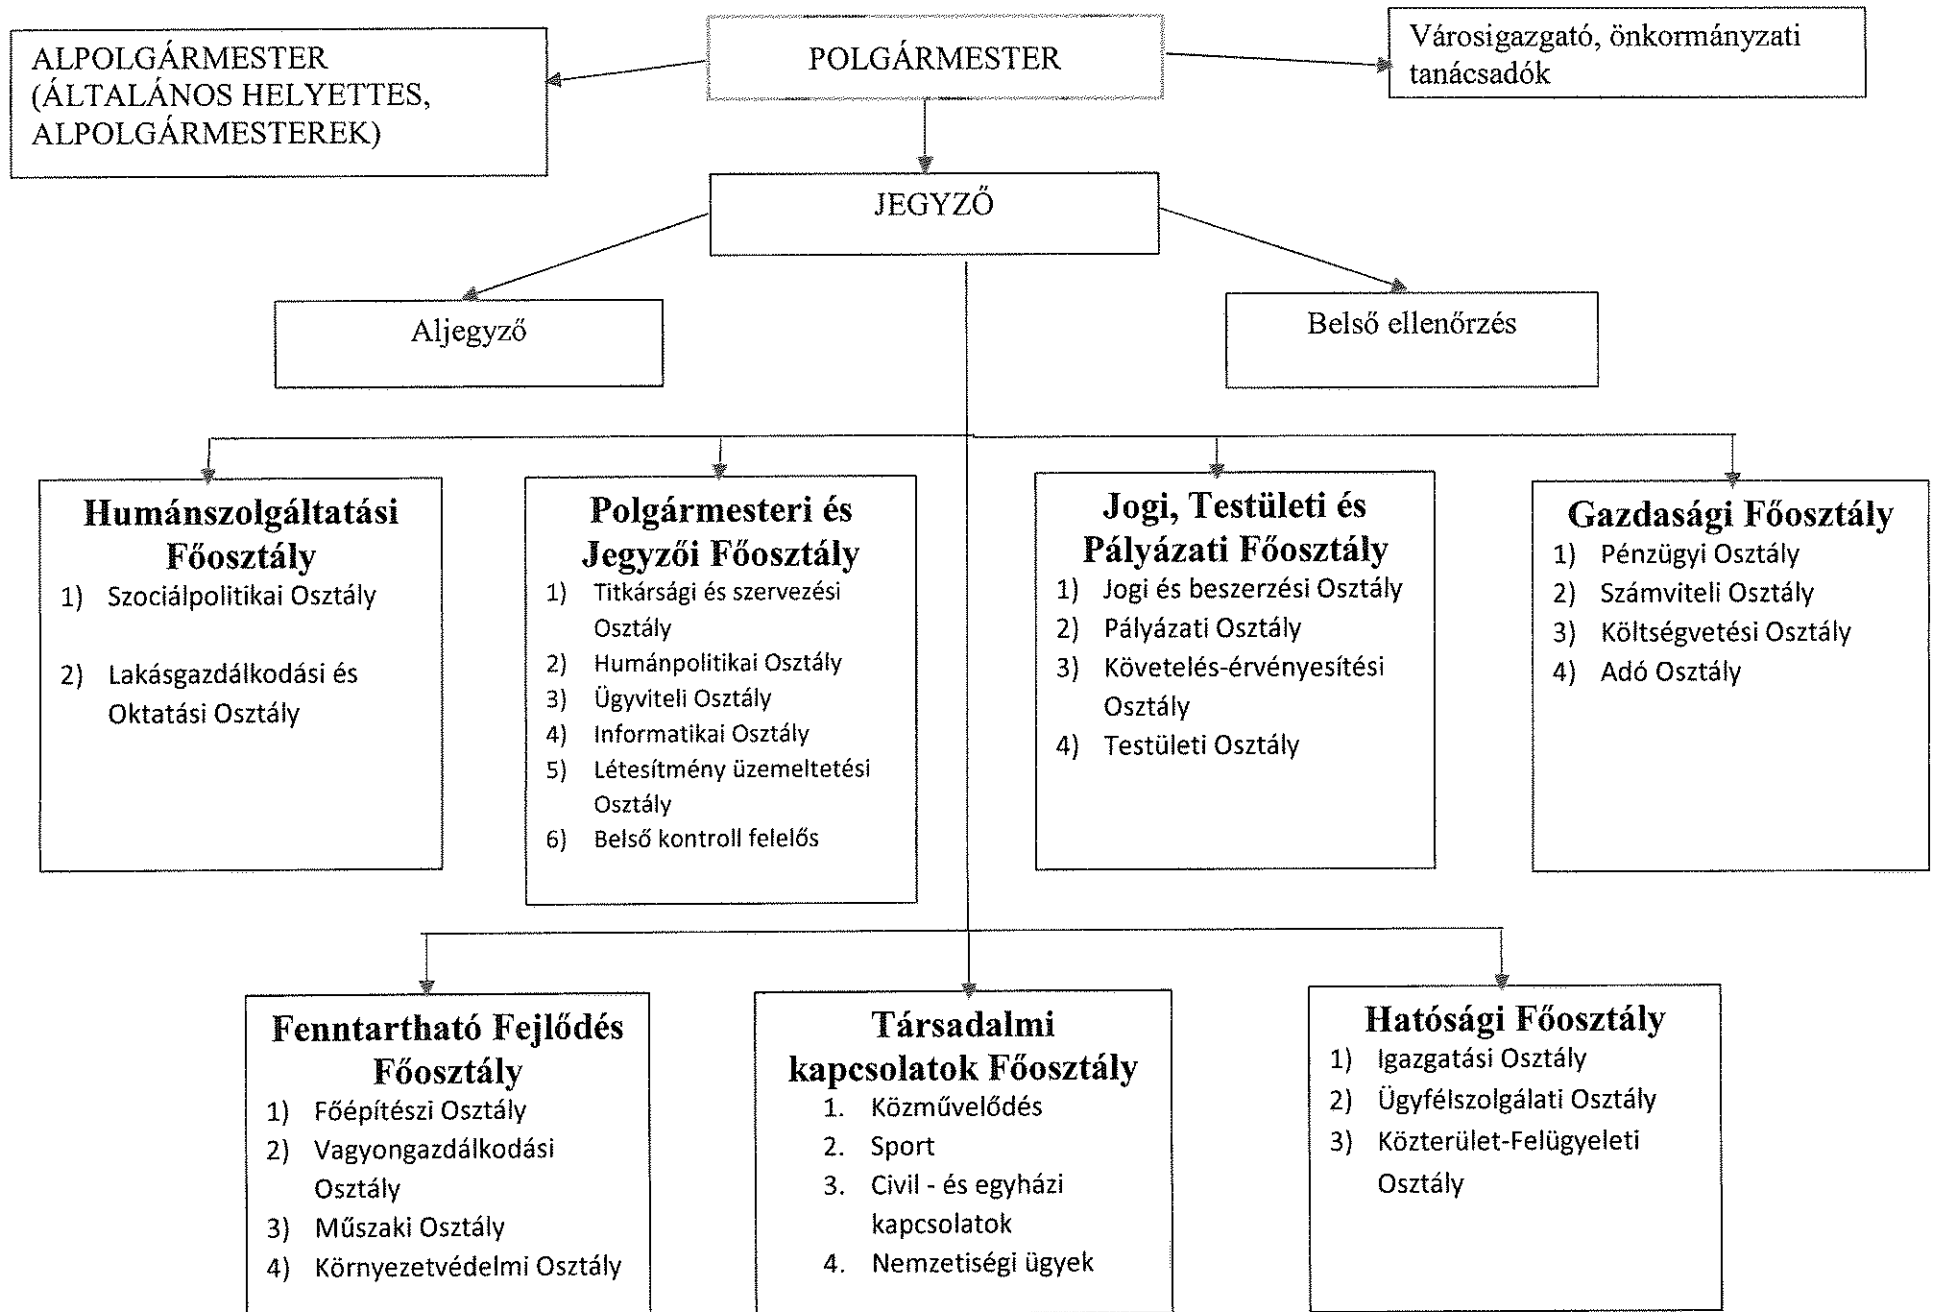 ALPOLGÁRMESTER
(ÁLTALÁNOS HELYETTES,
ALPOLGÁRMESTEREK)
POLGÁRMESTER
Városigazgató, önkormányzati
tanácsadók
JEGYZŐ
Aljegyző
Belső ellenőrzés
Humánszolgáltatási
Főosztály
1) Szociálpolitikai Osztály
2) Lakásgazdálkodási és
Oktatási Osztály
Polgármesteri és
Jegyzői Főosztály
1) Titkársági és szervezési
Osztály
2) Humánpolitikai Osztály
3) Ügyviteli Osztály
4) Informatikai Osztály
5) Létesítmény üzemeltetési
Osztály
6) Belső kontroll felelős
Jogi, Testületi és
Pályázati Főosztály
1) Jogi és beszerzési Osztály
2) Pályázati Osztály
3) Követelés-érvényesítési
Osztály
4) Testületi Osztály
Gazdasági Főosztály
1) Pénzügyi Osztály
2) Számviteli Osztály
3) Költségvetési Osztály
4) Adó Osztály
Fenntartható Fejlődés
Főosztály
1) Főépítészi Osztály
2) Vagyongazdálkodási
Osztály
3) Műszaki Osztály
4) Környezetvédelmi Osztály
Társadalmi
kapcsolatok Főosztály
1. Közművelődés
2. Sport
3. Civil - és egyházi
kapcsolatok
4. Nemzetiségi ügyek
Hatósági Főosztály
1) Igazgatási Osztály
2) Ügyfélszolgálati Osztály
3) Közterület-Felügyeleti
Osztály